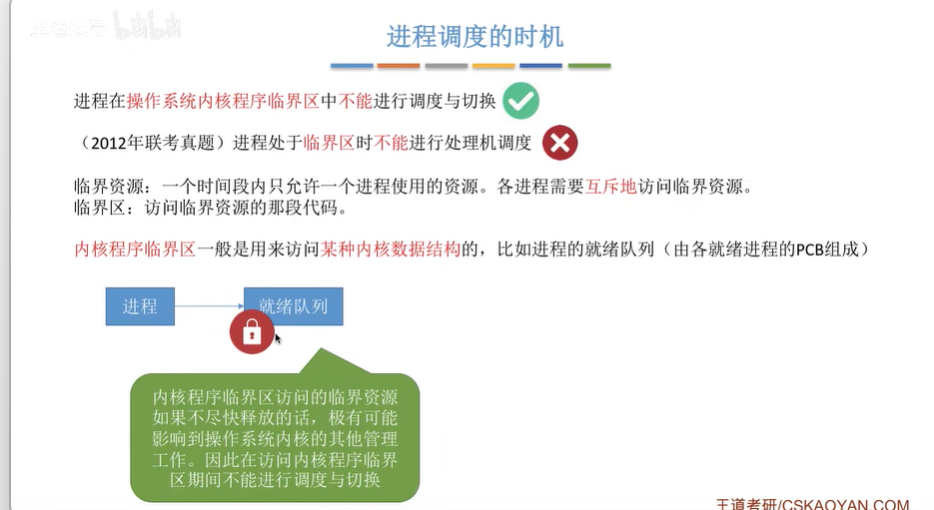 进程调度的时机
进程在操作系统内核程序临界区中不能进行调度与切换
（2012年联考真题）进程处于临界区时不能进行处理机调度
临界资源：一个时间段内只允许一个进程使用的资源。各进程需要互斥地访问临界资源。
临界区：访问临界资源的那段代码。
内核程序临界区一般是用来访问某种内核数据结构的，比如进程的就绪队列（由各就绪进程的PCB组成）
进程
就绪队列
内核程序临界区访问的临界资源
如果不尽快释放的话，极有可能
影响到操作系统内核的其他管理
工作。因此在访问内核程序临界
区期间不能进行调度与切换
王道考研/CSKAOYAN.COM